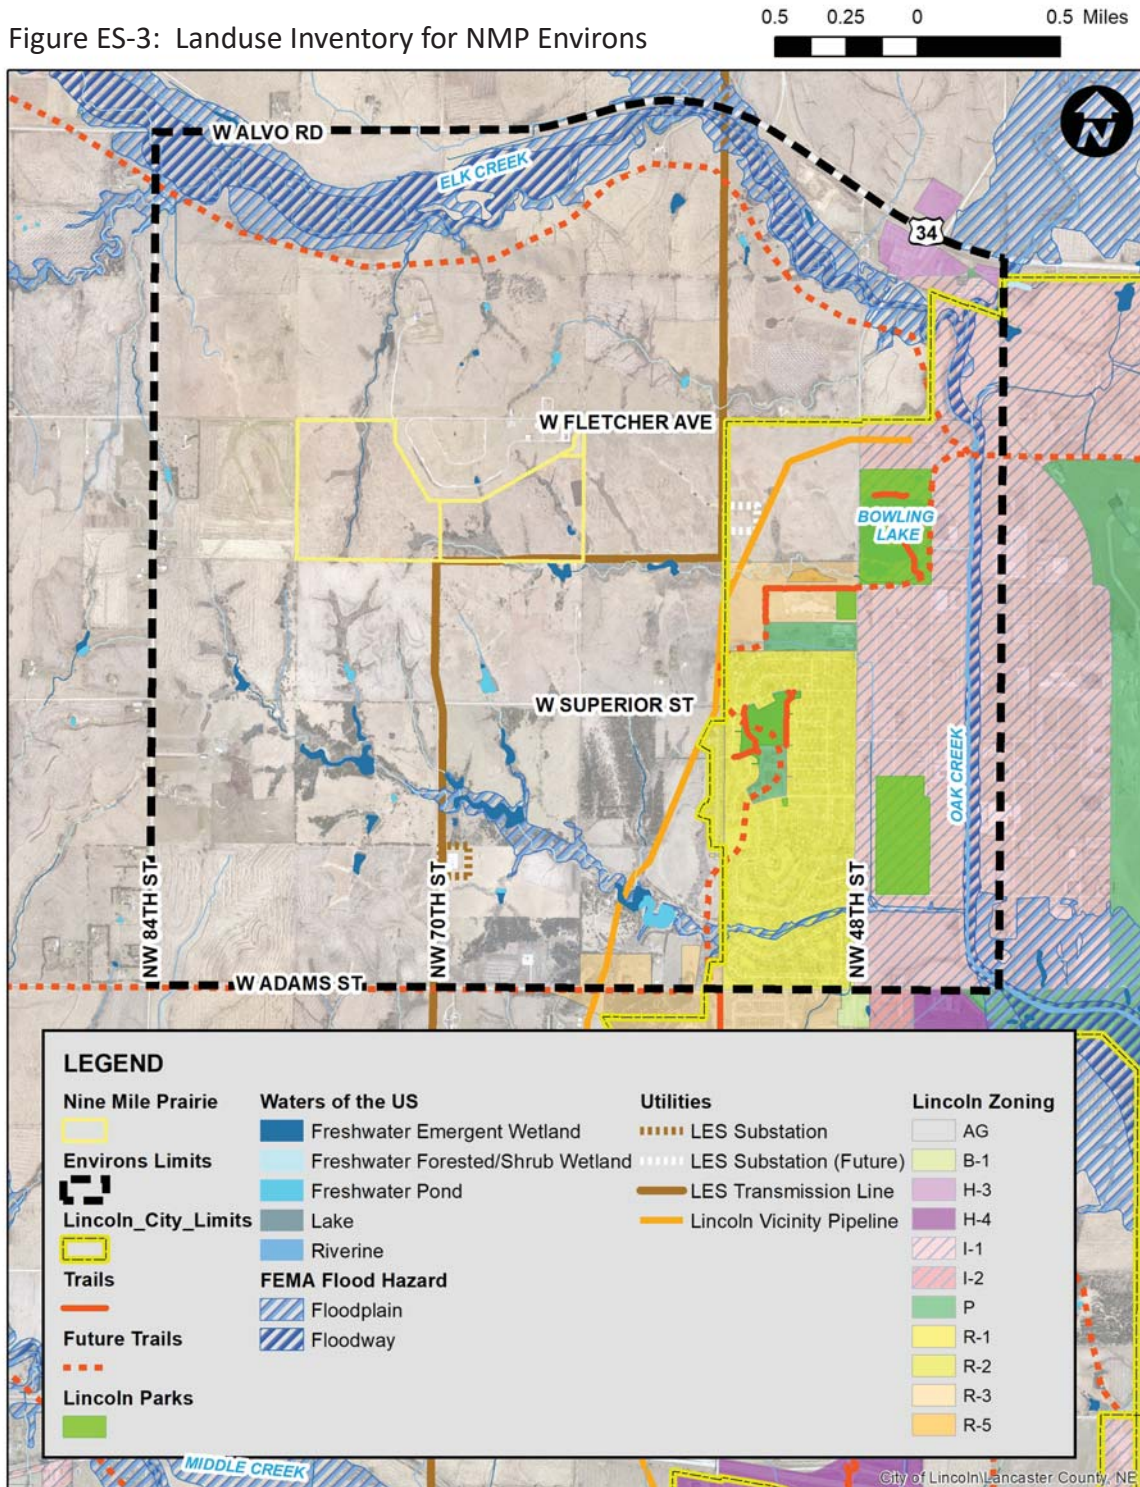 Figure ES-3:  Landuse Inventory for NMP Environs
0.5 0.25 0 0.5 Miles
N
W ALVO RD
ELK CREEK
34
W FLETCHER AVE
BOWLING
LAKE
W SUPERIOR ST
OAK CREEK
NW 84TH ST
NW 70TH ST
NW 48TH ST
W ADAMS ST
LEGEND
Nine Mile Prairie
Environs Limits
Lincoln_City_Limits
Trails
Future Trails
Lincoln Parks
Waters of the US
Freshwater Emergent Wetland
Freshwater Forested/Shrub Wetland
Freshwater Pond
Lake
Riverine
FEMA Flood Hazard
Floodplain
Floodway
Utilities
LES Substation
LES Substation (Future)
LES Transmission Line
Lincoln Vicinity Pipeline
Lincoln Zoning
AG
B-1
H-3
H-4
I-1
I-2
P
R-1
R-2
R-3
R-5
MIDDLE CREEK
City of Lincoln\Lancaster County, NE